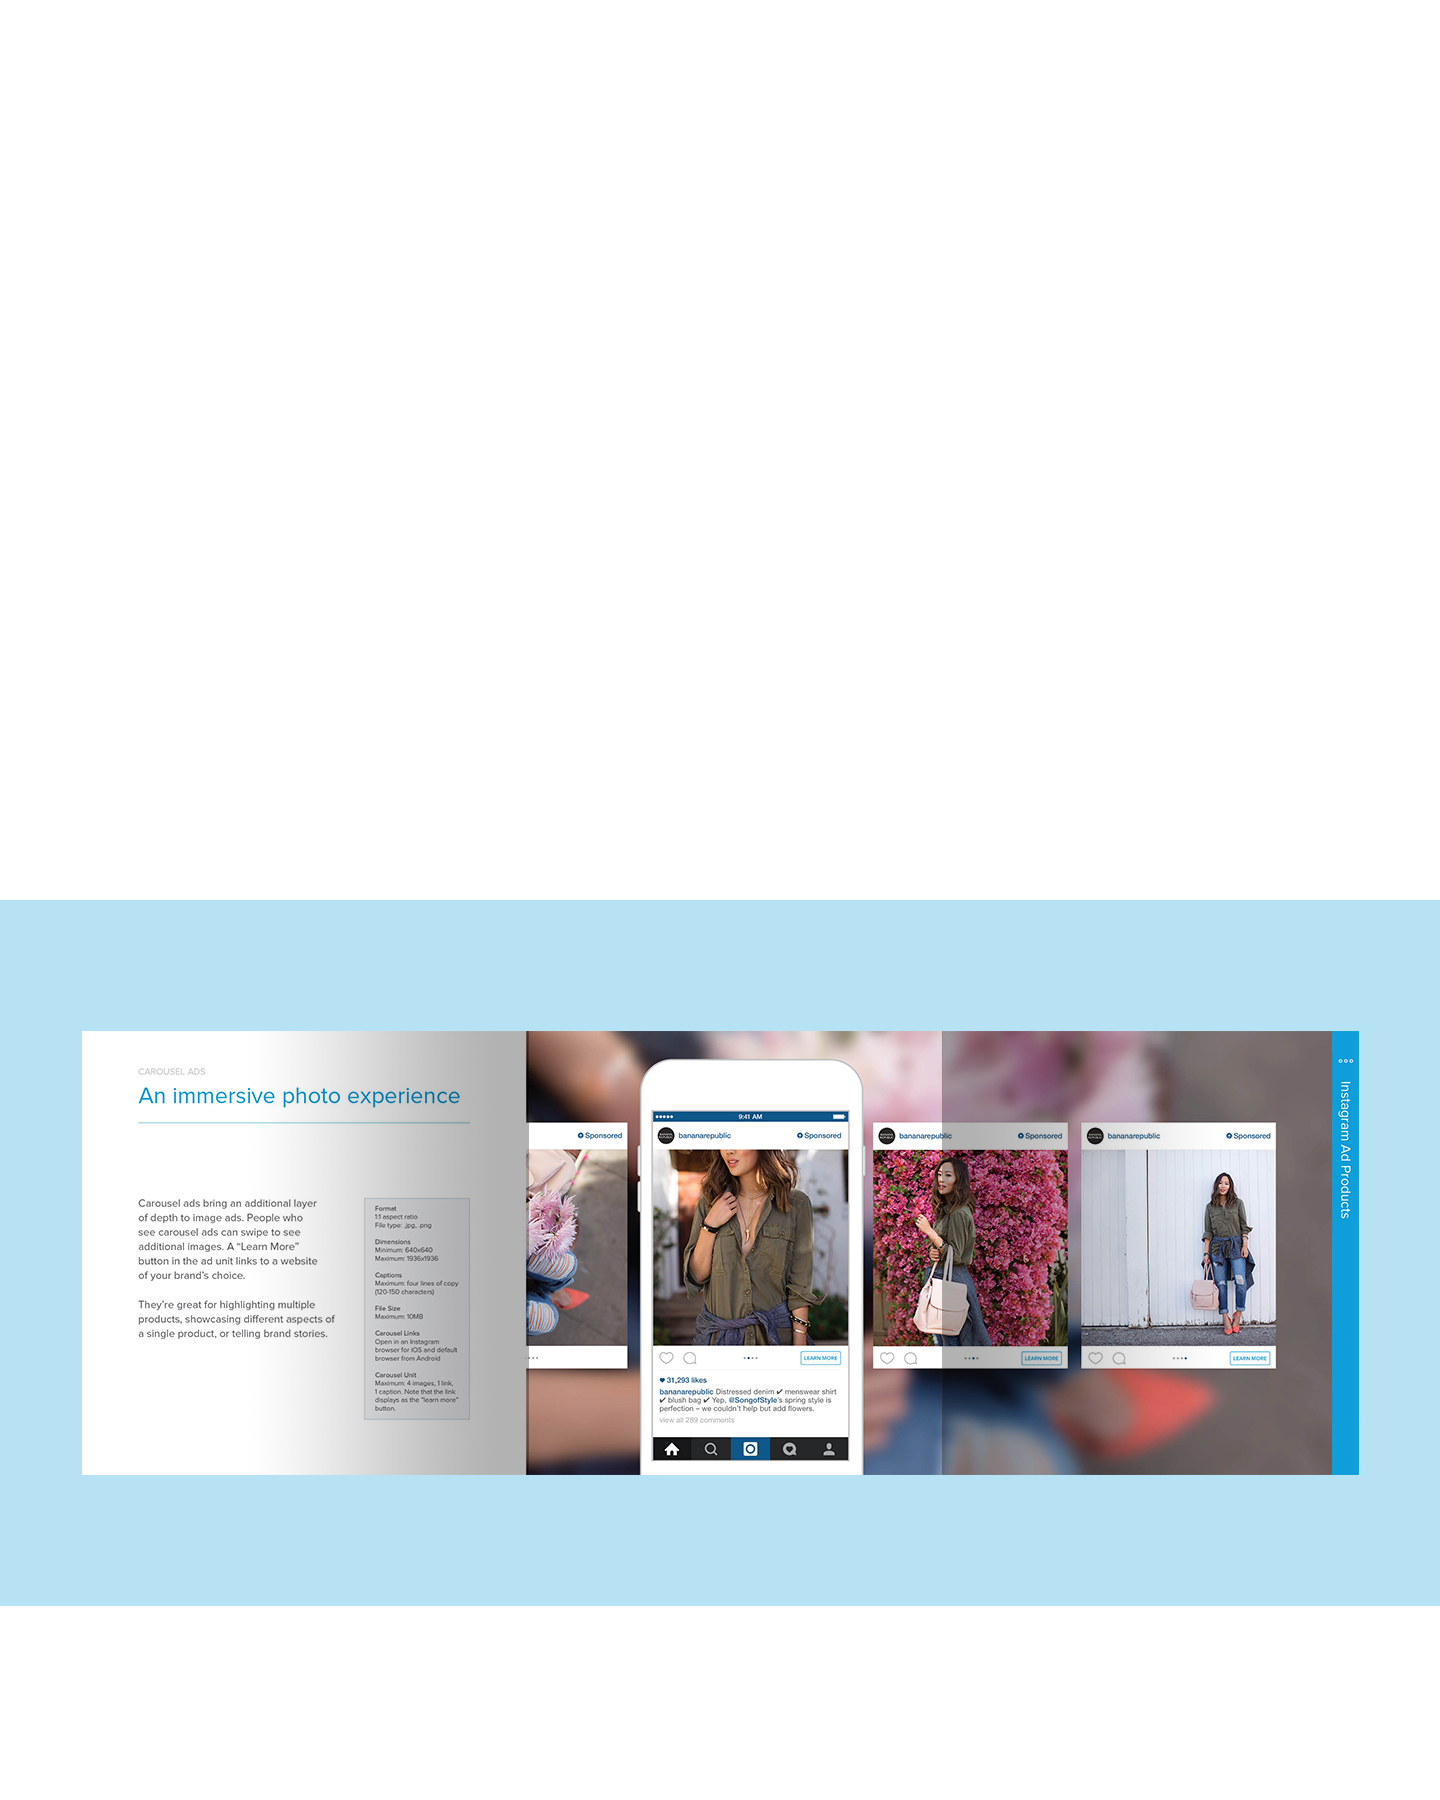 CAROUSEL ADS
An immersive photo experience
Carousel ads bring an additional layer
of depth to image ads. People who
see carousel ads can swipe to see
additional images. A “Learn More”
button in the ad unit links to a website
of your brand’s choice.
They’re great for highlighting multiple
products, showcasing different aspects of
a single product, or telling brand stories.
Format
1:1 aspect ratio
File type: .jpg, .png
Dimensions
Minimum: 640x640
Maximum: 1936x1936
Captions
Maximum: four lines of copy
(120-150 characters)
File Size
Maximum: 10MB
Carousel Links
Open in an Instagram
browser for iOS and default
browser from Android
Carousel Unit
Maximum: 4 images, 1 link,
1 caption. Note that the link
displays as the "learn more"
button.
Sponsored
9:41 AM
BANANA REPUBLIC
bananarepublic Sponsored
LEARN MORE
31,293 likes
bananarepublic Distressed denim ✔ menswear shirt
✔ blush bag ✔ Yep, @SongofStyle's spring style is
perfection – we couldn't help but add flowers.
view all 289 comments
BANANA REPUBLIC
bananarepublic Sponsored
LEARN MORE
BANANA REPUBLIC
bananarepublic Sponsored
LEARN MORE
Instagram Ad Products